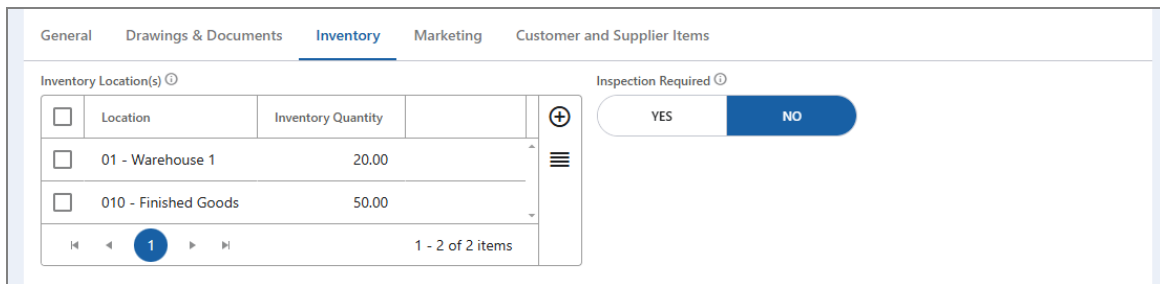 General Drawings & Documents Inventory Marketing Customer and Supplier Items
Inventory Location(s)
Location Inventory Quantity
01 - Warehouse 1 20.00
010 - Finished Goods 50.00
1 1 - 2 of 2 items
Inspection Required
YES NO